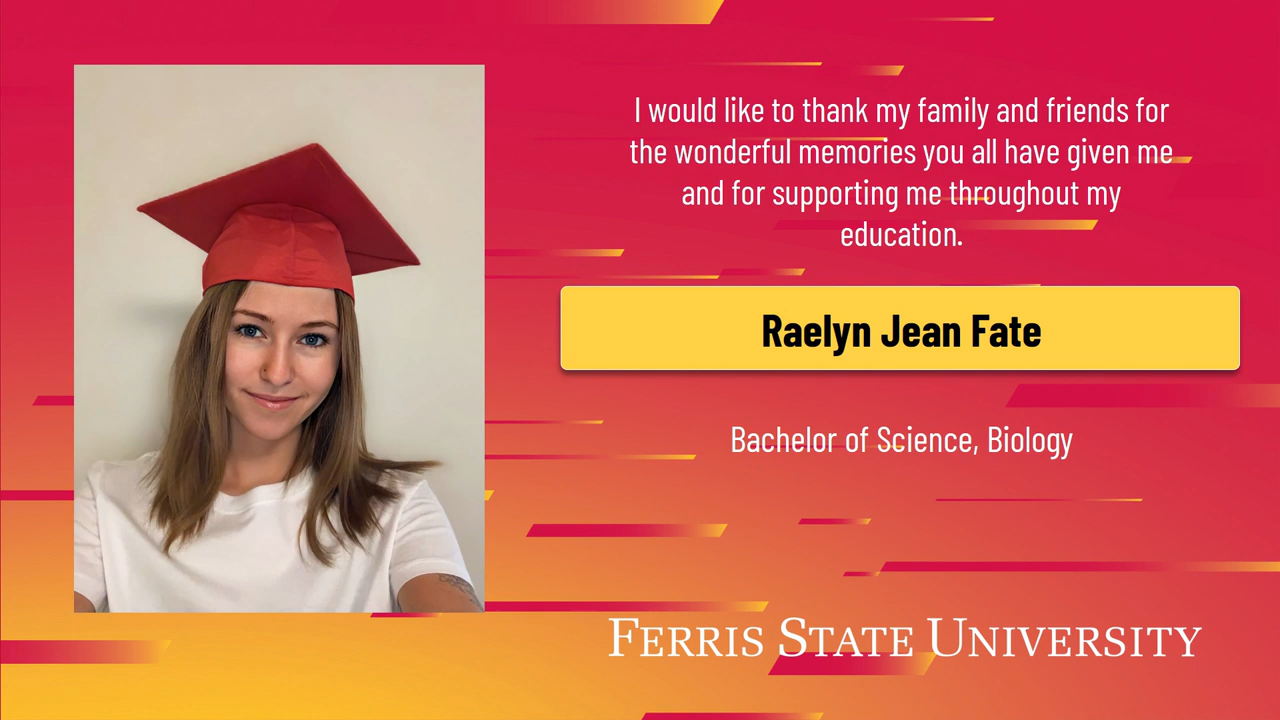 I would like to thank my family and friends for
the wonderful memories you all have given me
and for supporting me throughout my
education.
Raelyn Jean Fate
Bachelor of Science, Biology
FERRIS STATE UNIVERSITY